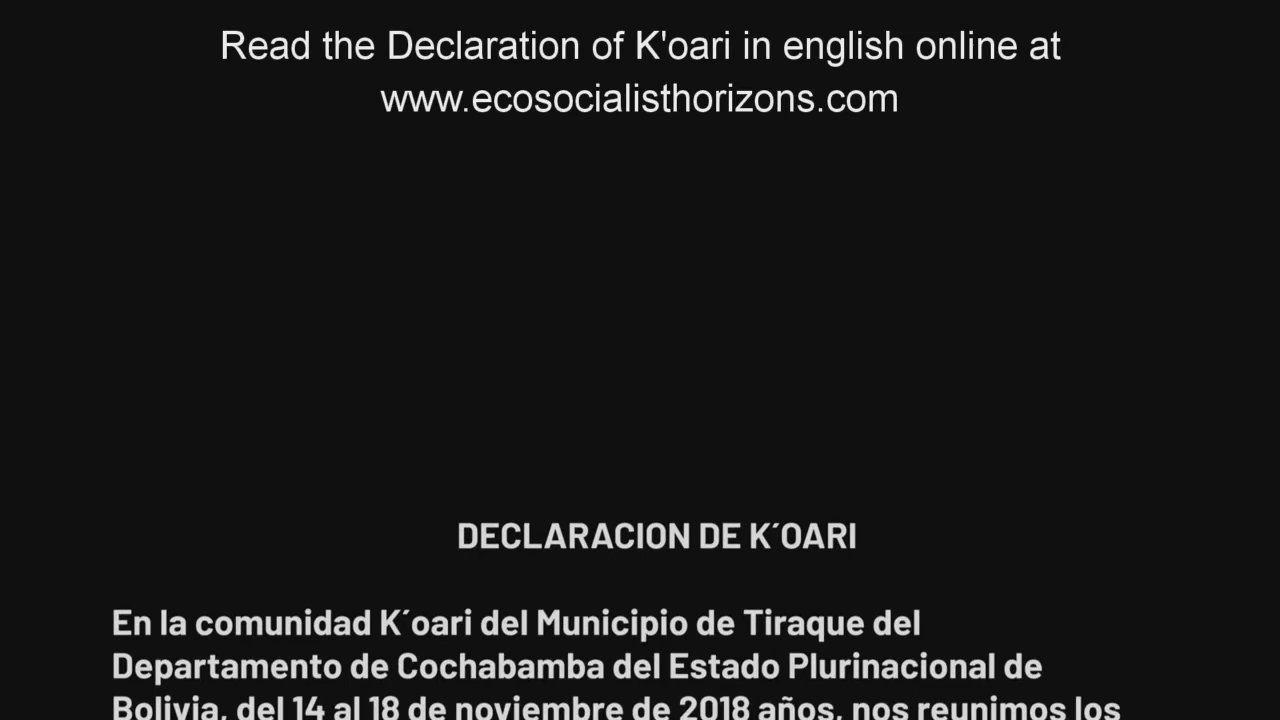 Read the Declaration of K'oari in english online at
www.ecosocialisthorizons.com
DECLARACION DE K´OARI
En la comunidad K´oari del Municipio de Tiraque del
Departamento de Cochabamba del Estado Plurinacional de
Bolivia, del 14 al 18 de noviembre de 2018 años, nos reunimos los